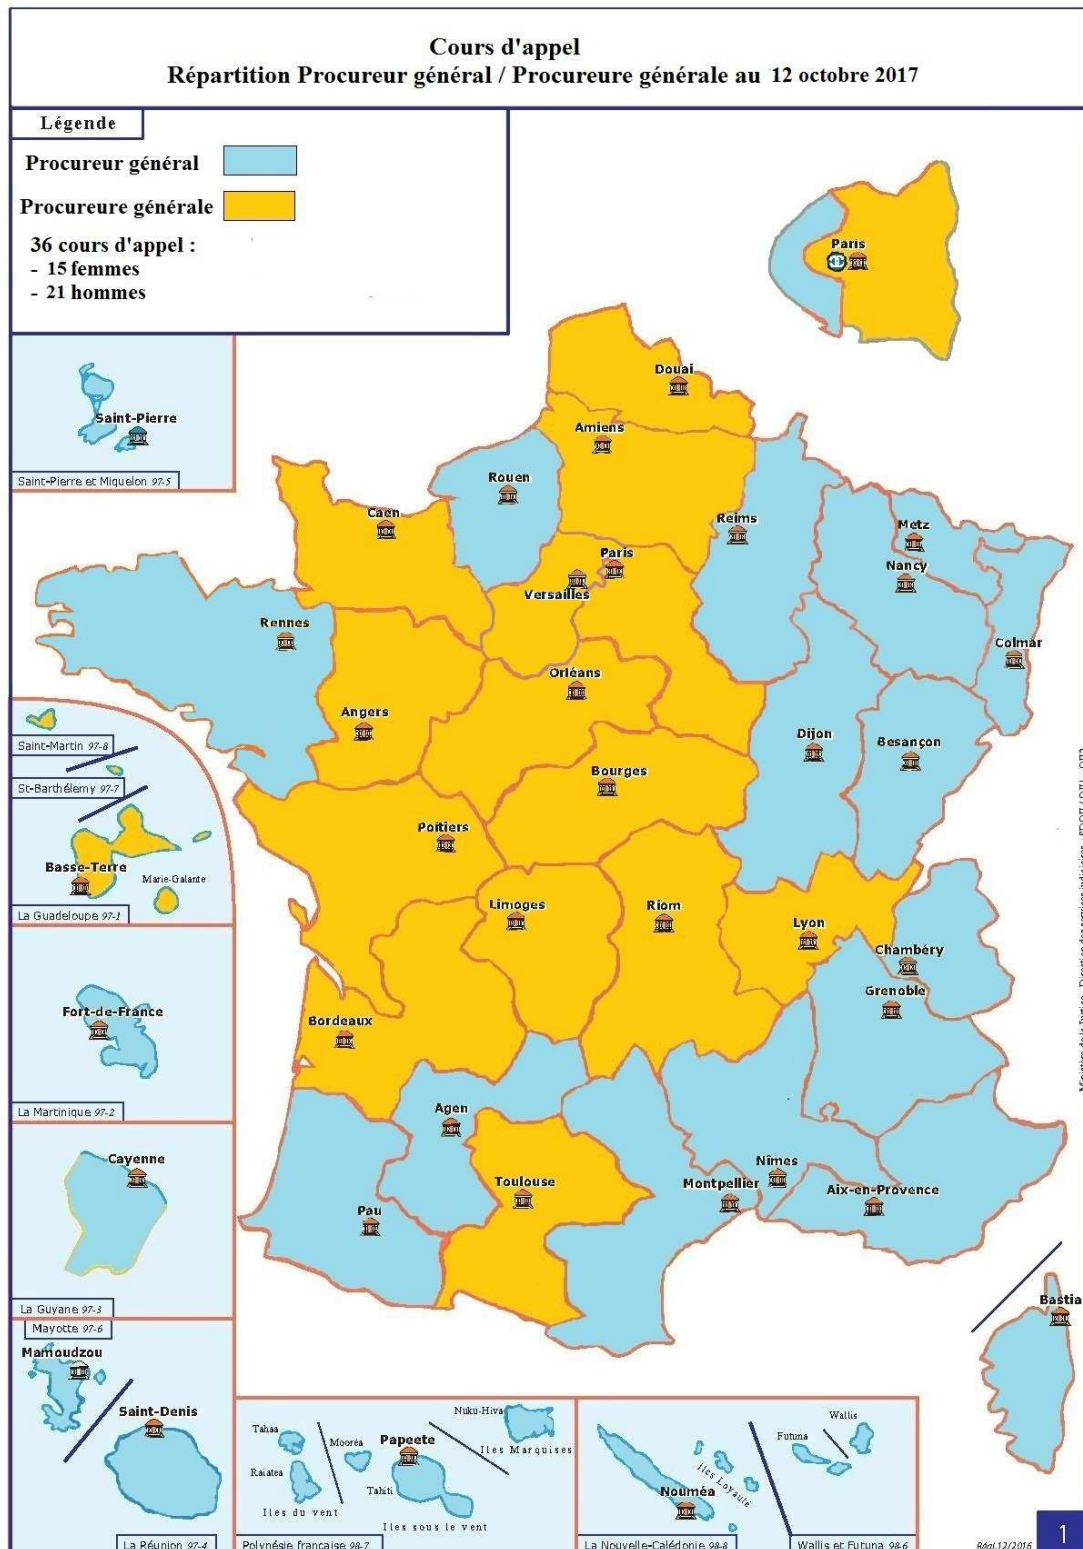 Cours d'appel
Répartition Procureur général / Procureure générale au 12 octobre 2017
Légende
Procureur général
Procureure générale
36 cours d'appel :
- 15 femmes
- 21 hommes
Paris
Douai
Amiens
Rouen
Caen
Reims
Metz
Nancy
Paris
Versailles
Colmar
Rennes
Orléans
Angers
Dijon
Besançon
Bourges
Poitiers
Limoges
Riom
Lyon
Chambéry
Grenoble
Bordeaux
Agen
Toulouse
Nîmes
Montpellier
Aix-en-Provence
Pau
Bastia
Saint-Pierre
Saint-Pierre et Miquelon 97-5
Saint-Martin 97-8
St-Barthélemy 97-7
Basse-Terre
Marie-Galante
La Guadeloupe 97-1
Fort-de-France
La Martinique 97-2
Cayenne
La Guyane 97-3
Mayotte 97-6
Mamoudzou
Saint-Denis
La Réunion 97-4
Nuku-Hiva
Tahaa
Mooréa
Papeete
Iles Marquises
Raiatea
Tahiti
Iles du vent
Iles sous le vent
Polynésie française 98-7
Wallis
Futuna
Iles Loyauté
Nouméa
La Nouvelle-Calédonie 98-8
Wallis et Futuna 98-6
Réal.12/2016
1